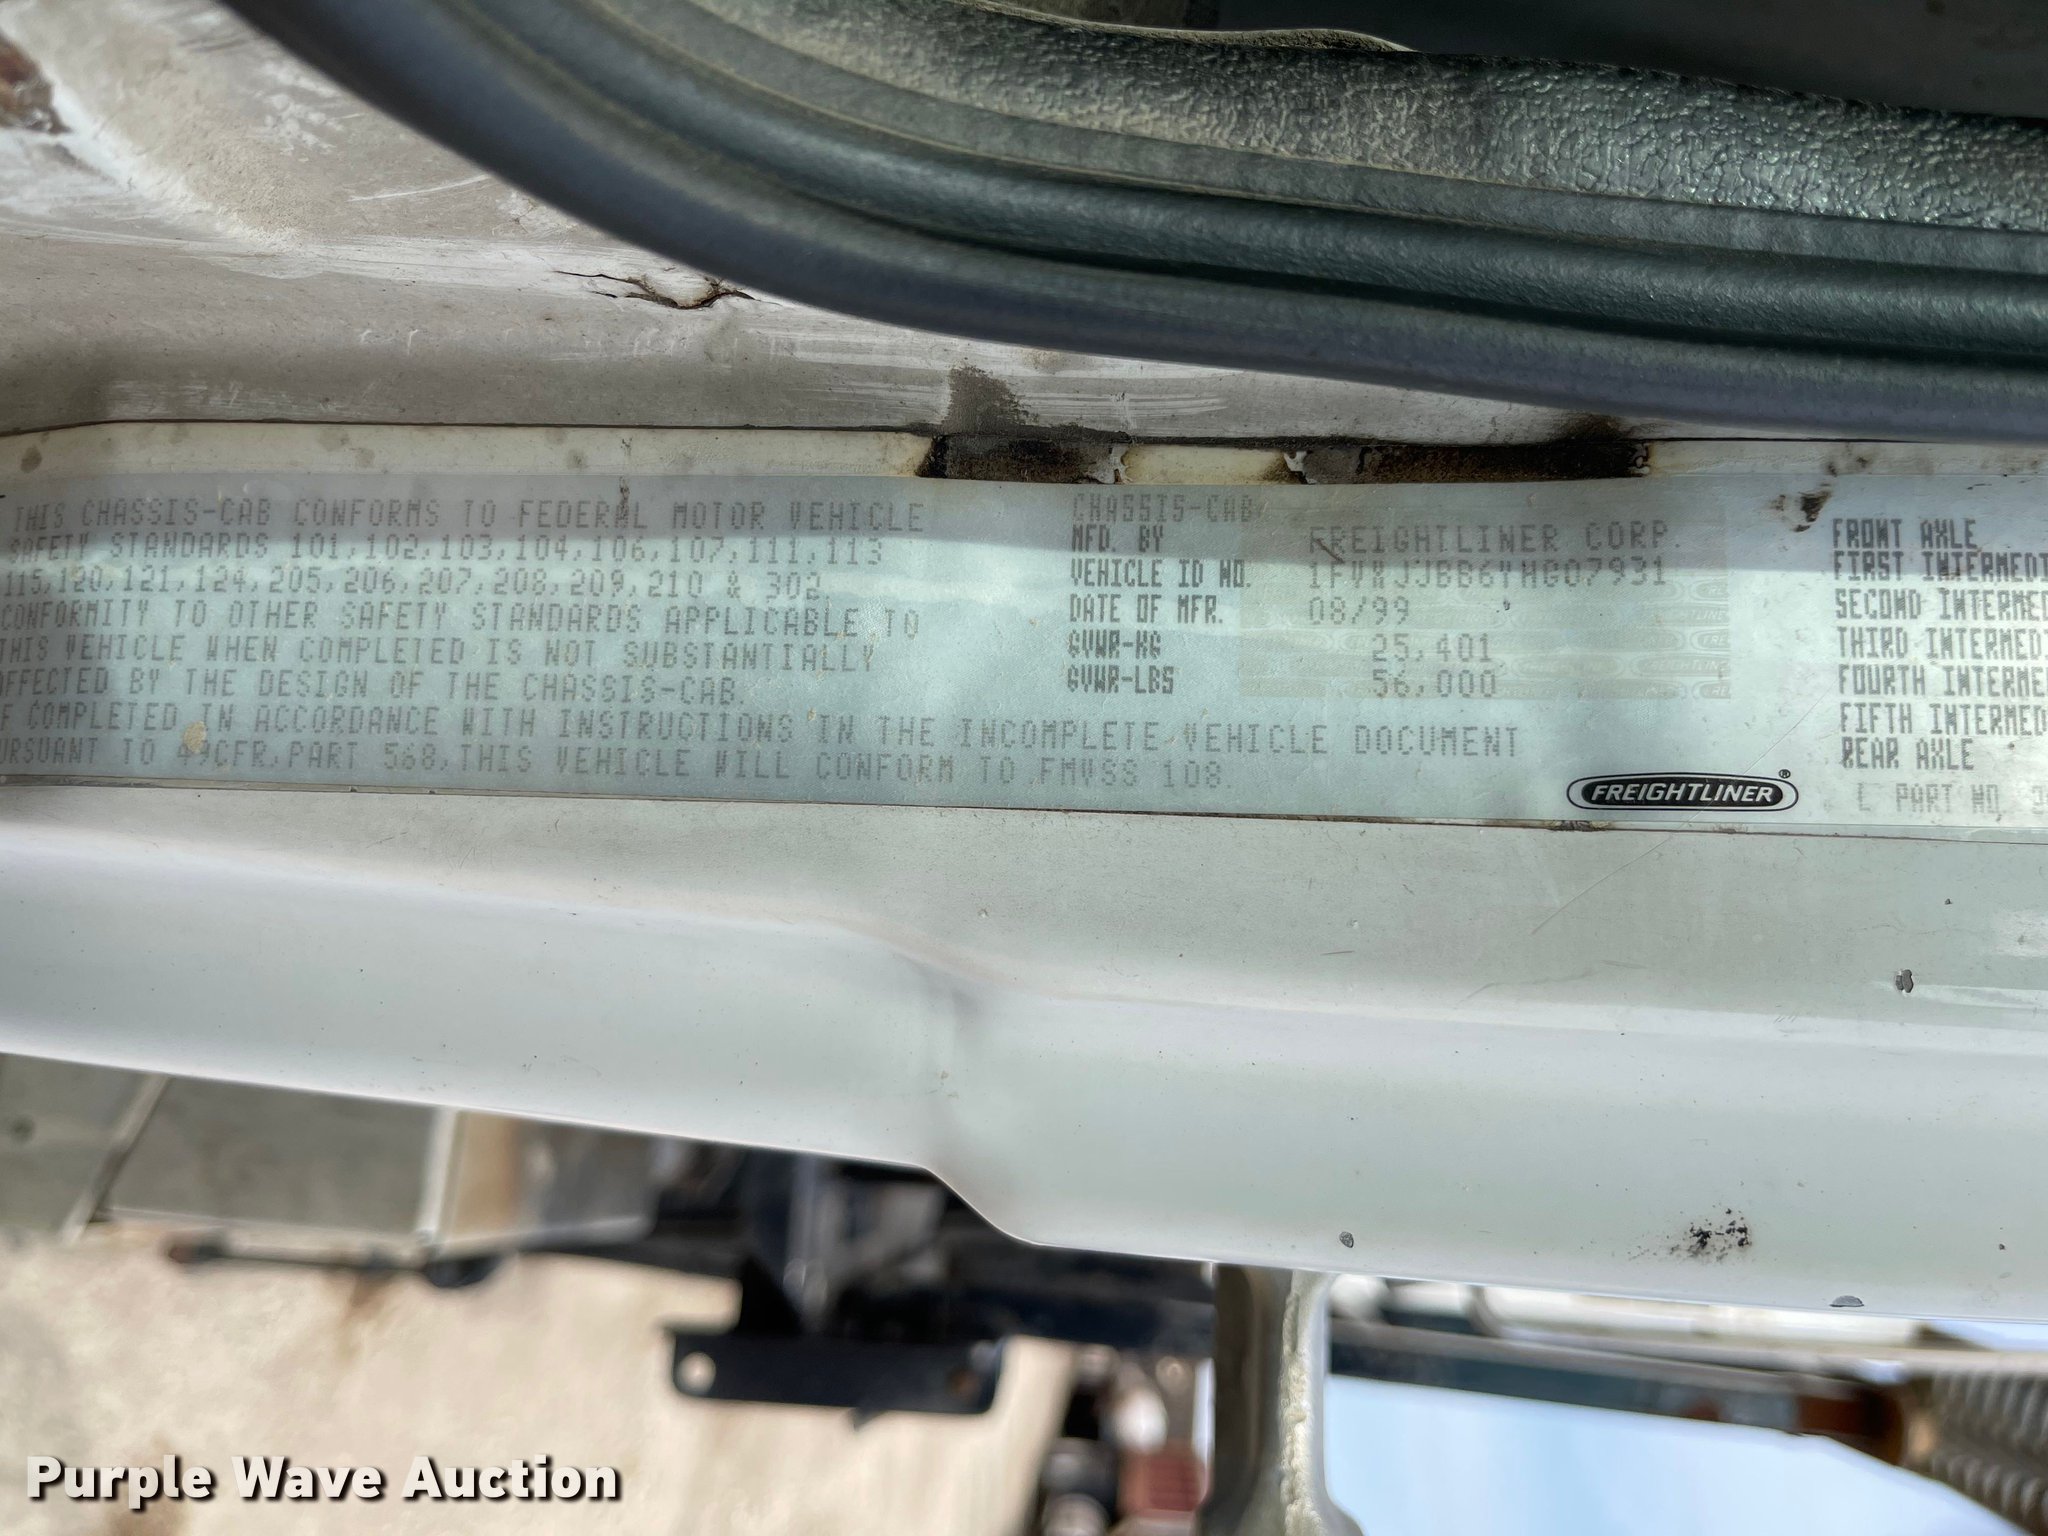 THIS CHASSIS-CAB CONFORMS TO FEDERAL MOTOR VEHICLE
SAFETY STANDARDS 101,102,103,104,106,107,111,113
115,120,121,124,205,206,207,208,209,210 & 302.
CONFORMITY TO OTHER SAFETY STANDARDS APPLICABLE TO
THIS VEHICLE WHEN COMPLETED IS NOT SUBSTANTIALLY
AFFECTED BY THE DESIGN OF THE CHASSIS-CAB.
F COMPLETED IN ACCORDANCE WITH INSTRUCTIONS IN THE INCOMPLETE VEHICLE DOCUMENT
URSUANT TO 49CFR,PART 568,THIS VEHICLE WILL CONFORM TO FMVSS 108.
CHASSIS-CAB
MFD. BY FREIGHTLINER CORP.
VEHICLE ID NO.
DATE OF MFR. 08/99
GVWR-KG 25,401
GVWR-LBS 56,000
FREIGHTLINER®
FRONT AXLE
FIRST INTERMEDI
SECOND INTERMED
THIRD INTERMEDI
FOURTH INTERME
FIFTH INTERMED
REAR AXLE
L PART NO.
Purple Wave Auction